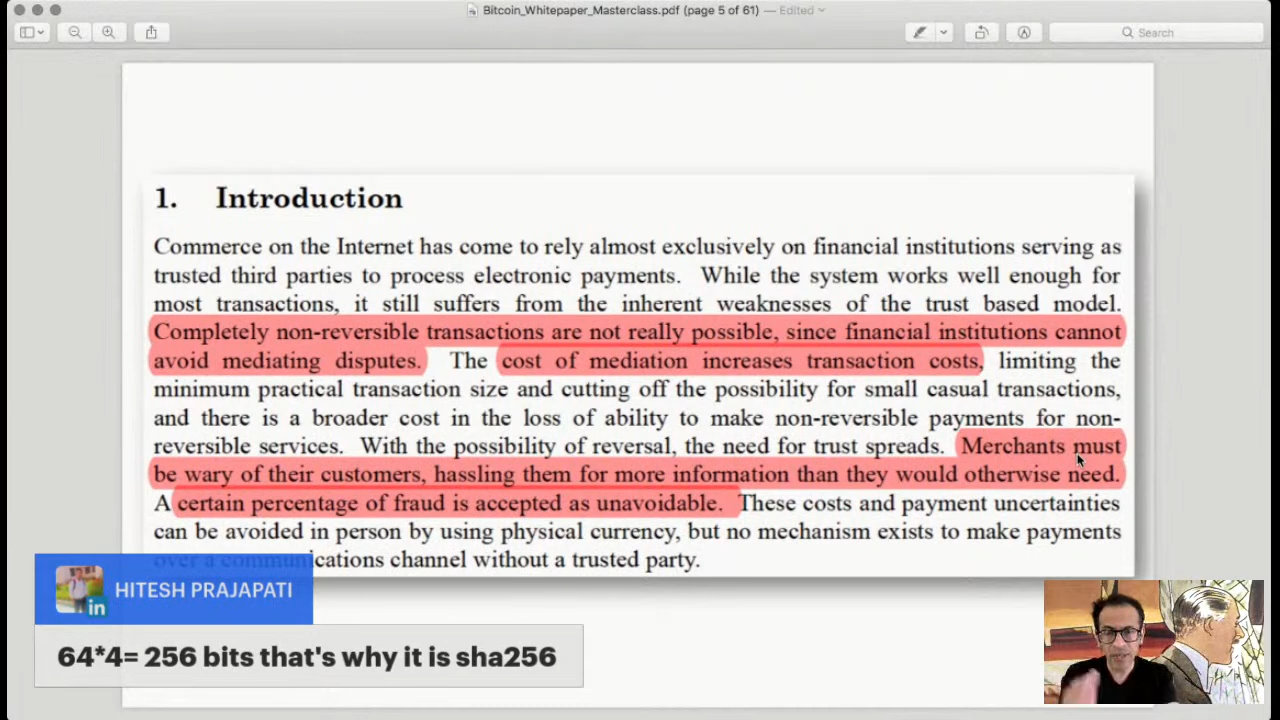 Bitcoin_Whitepaper_Masterclass.pdf (page 5 of 61) — Edited
Search
1. Introduction
Commerce on the Internet has come to rely almost exclusively on financial institutions serving as
trusted third parties to process electronic payments. While the system works well enough for
most transactions, it still suffers from the inherent weaknesses of the trust based model.
Completely non-reversible transactions are not really possible, since financial institutions cannot
avoid mediating disputes. The cost of mediation increases transaction costs, limiting the
minimum practical transaction size and cutting off the possibility for small casual transactions,
and there is a broader cost in the loss of ability to make non-reversible payments for non-
reversible services. With the possibility of reversal, the need for trust spreads. Merchants must
be wary of their customers, hassling them for more information than they would otherwise need.
A certain percentage of fraud is accepted as unavoidable. These costs and payment uncertainties
can be avoided in person by using physical currency, but no mechanism exists to make payments
over a communications channel without a trusted party.
in
HITESH PRAJAPATI
64*4= 256 bits that's why it is sha256